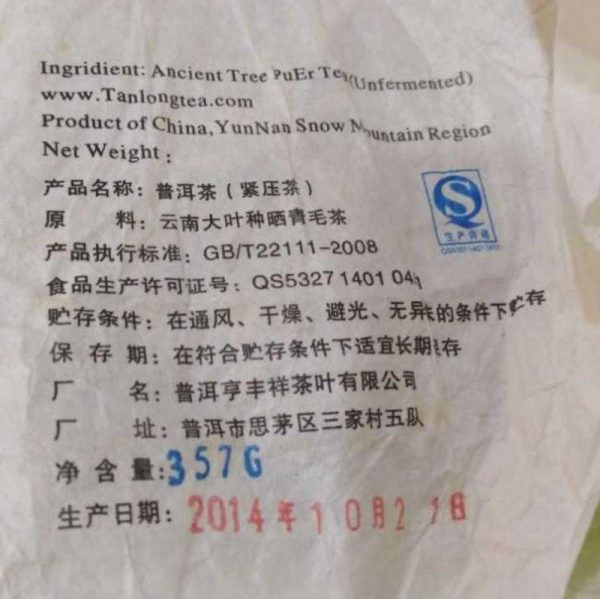 Ingridient: Ancient Tree PuEr Tea(Unfermented)
www.Tanlongtea.com
Product of China, YunNan Snow Mountain Region
Net Weight :
产品名称: 普洱茶(紧压茶)
原 料: 云南大叶种晒青毛茶
产品执行标准: GB/T22111-2008
食品生产许可证号: QS5327 1401 04
贮存条件: 在通风、干燥、避光、无异味的条件下贮存
保 存 期: 在符合贮存条件下适宜长期保存
厂 名: 普洱亨丰祥茶叶有限公司
厂 址: 普洱市思茅区三家村五队
净 含 量: 357G
生产日期: 2014年10月21日
QS
生产许可